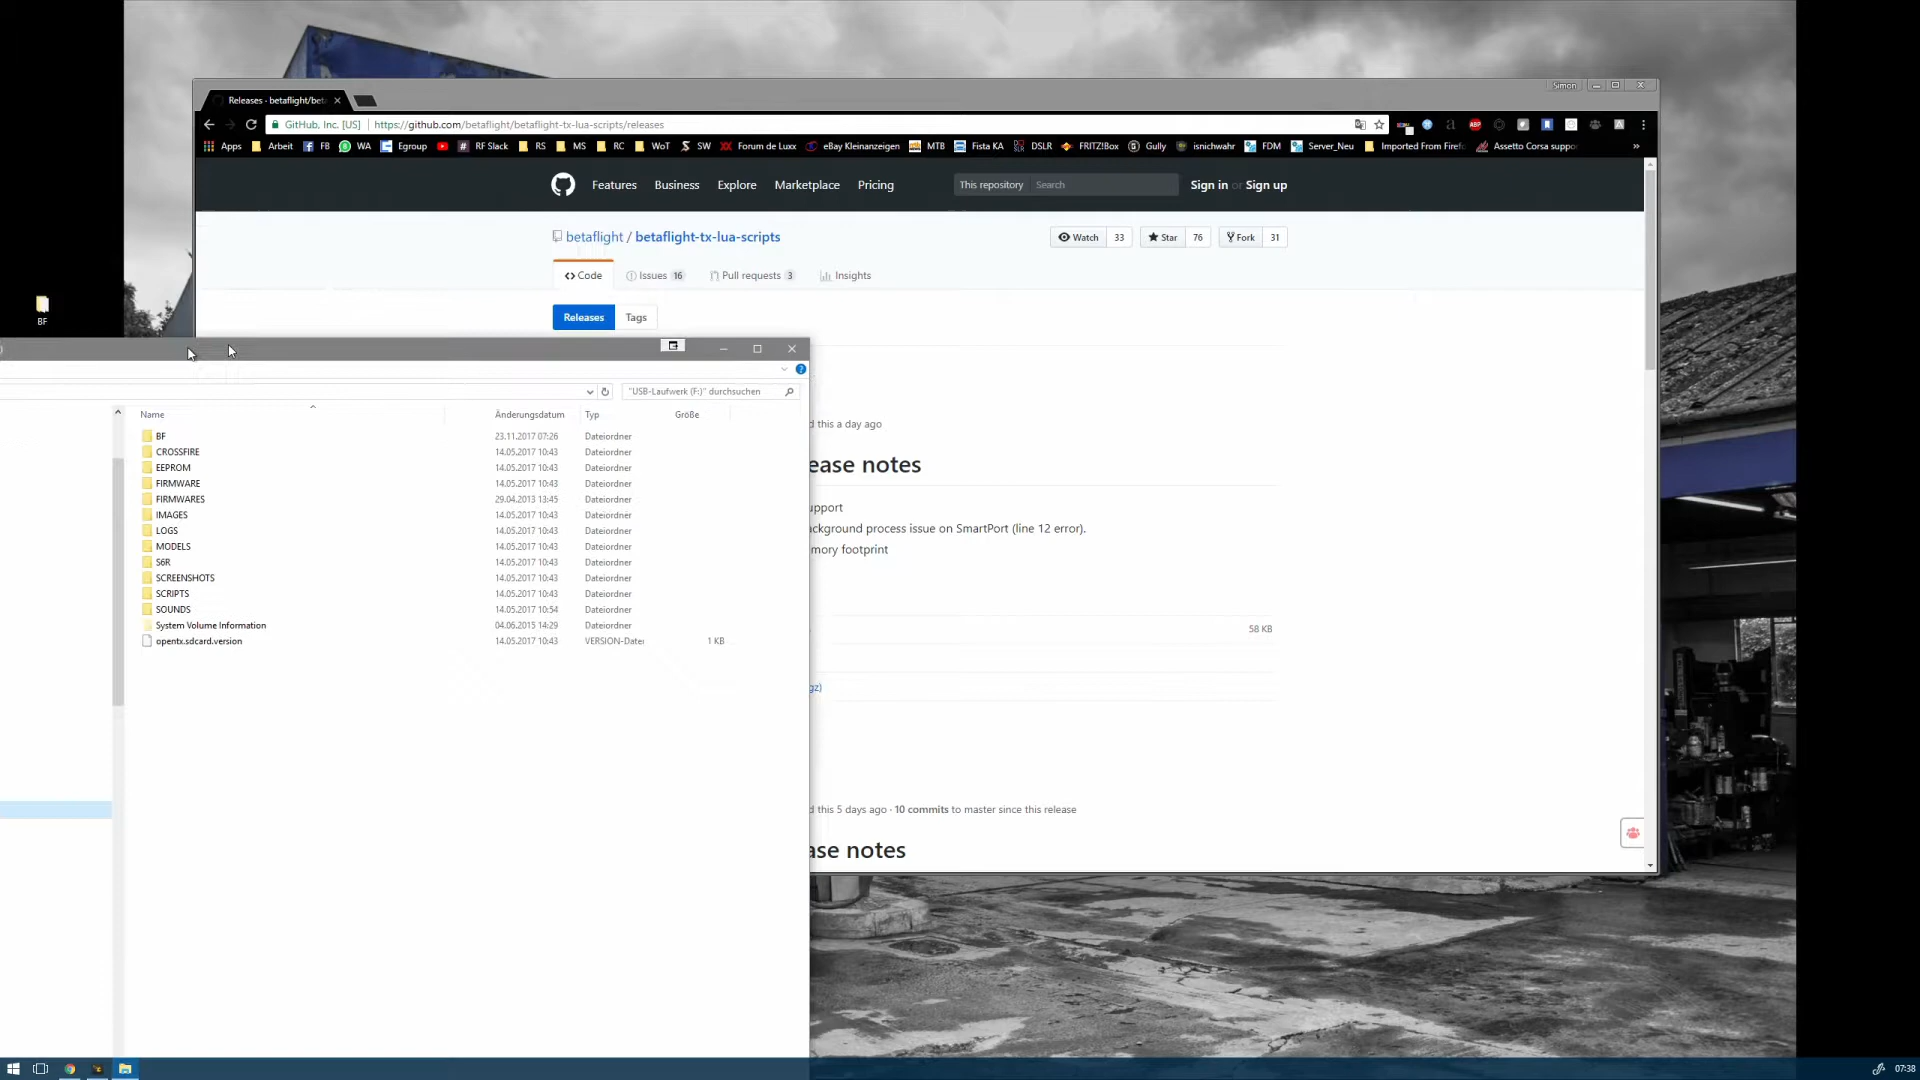 Simon
Releases - betaflight/beta
GitHub, Inc. [US]
https://github.com/betaflight/betaflight-tx-lua-scripts/releases
Apps Arbeit FB WA Egroup RF Slack RS MS RC WoT SW Forum de Luxx eBay Kleinanzeigen MTB Fista KA DSLR FRITZ!Box Gully isnichwahr FDM Server_Neu Imported From Firef Assetto Corsa suppo »
Features Business Explore Marketplace Pricing This repository Search Sign in or Sign up
betaflight / betaflight-tx-lua-scripts
Watch 33 Star 76 Fork 31
<> Code Issues 16 Pull requests 3 Insights
Releases Tags
BF
"USB-Laufwerk (F:)" durchsuchen
Name Änderungsdatum Typ Größe
BF 23.11.2017 07:26 Dateiordner
CROSSFIRE 14.05.2017 10:43 Dateiordner
EEPROM 14.05.2017 10:43 Dateiordner
FIRMWARE 14.05.2017 10:43 Dateiordner
FIRMWARES 29.04.2013 13:45 Dateiordner
IMAGES 14.05.2017 10:43 Dateiordner
LOGS 14.05.2017 10:43 Dateiordner
MODELS 14.05.2017 10:43 Dateiordner
S6R 14.05.2017 10:43 Dateiordner
SCREENSHOTS 14.05.2017 10:43 Dateiordner
SCRIPTS 14.05.2017 10:43 Dateiordner
SOUNDS 14.05.2017 10:54 Dateiordner
System Volume Information 04.06.2015 14:29 Dateiordner
opentx.sdcard.version 14.05.2017 10:43 VERSION-Datei 1 KB
d this a day ago
ease notes
upport
ckground process issue on SmartPort (line 12 error).
mory footprint
58 KB
gz)
d this 5 days ago · 10 commits to master since this release
ase notes
07:38